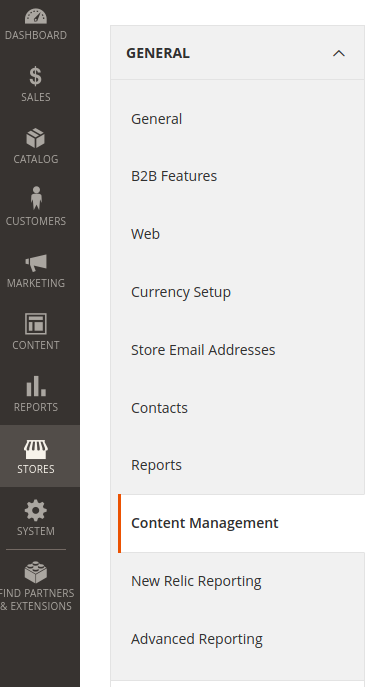 DASHBOARD
SALES
CATALOG
CUSTOMERS
MARKETING
CONTENT
REPORTS
STORES
SYSTEM
FIND PARTNERS
& EXTENSIONS
GENERAL
General
B2B Features
Web
Currency Setup
Store Email Addresses
Contacts
Reports
Content Management
New Relic Reporting
Advanced Reporting